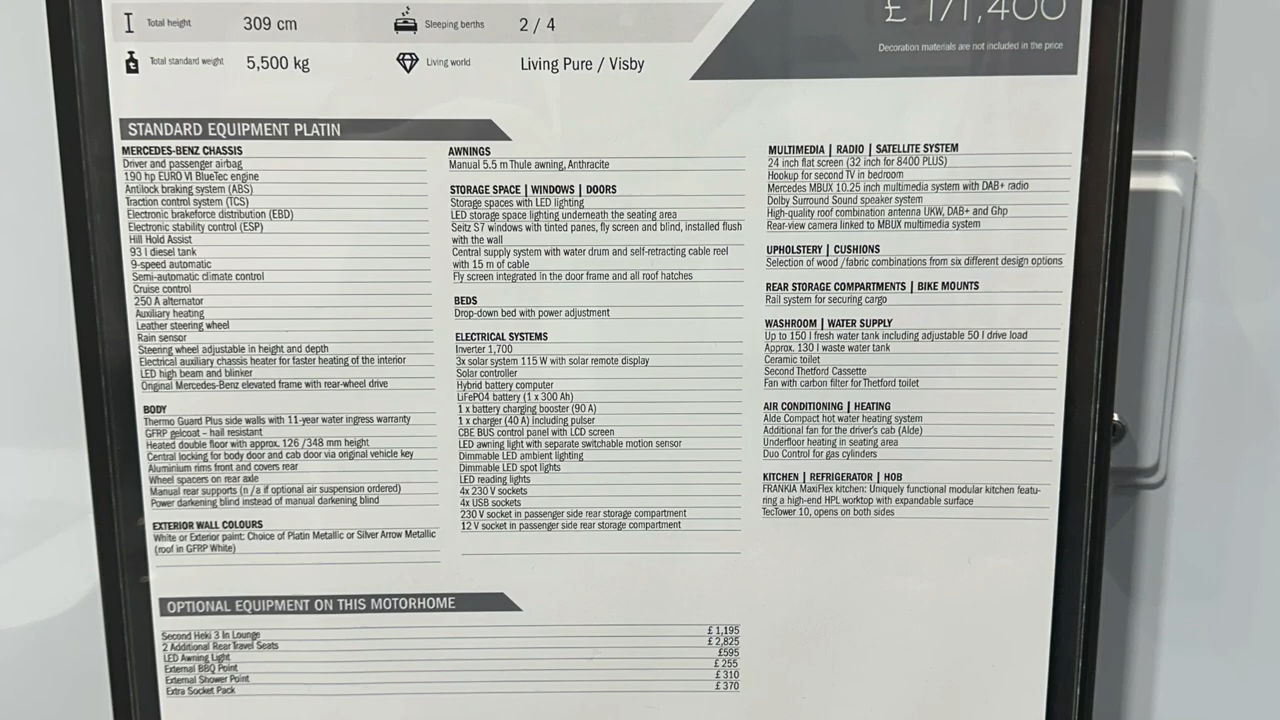 Total height 309 cm
Sleeping berths 2 / 4
£ 171,400
Decoration materials are not included in the price
Total standard weight 5,500 kg
Living world Living Pure / Visby
STANDARD EQUIPMENT PLATIN
MERCEDES-BENZ CHASSIS
Driver and passenger airbag
190 hp EURO VI BlueTec engine
Antilock braking system (ABS)
Traction control system (TCS)
Electronic brakeforce distribution (EBD)
Electronic stability control (ESP)
Hill Hold Assist
93 l diesel tank
9-speed automatic
Semi-automatic climate control
Cruise control
250 A alternator
Auxiliary heating
Leather steering wheel
Rain sensor
Steering wheel adjustable in height and depth
Electrical auxiliary chassis heater for faster heating of the interior
LED high beam and blinker
Original Mercedes-Benz elevated frame with rear-wheel drive
BODY
Thermo Guard Plus side walls with 11-year water ingress warranty
GFRP gelcoat – hail resistant
Heated double floor with approx. 126 /348 mm height
Central locking for body door and cab door via original vehicle key
Aluminium rims front and covers rear
Wheel spacers on rear axle
Manual rear supports (n /a if optional air suspension ordered)
Power darkening blind instead of manual darkening blind
EXTERIOR WALL COLOURS
White or Exterior paint: Choice of Platin Metallic or Silver Arrow Metallic
(roof in GFRP White)
AWNINGS
Manual 5.5 m Thule awning, Anthracite
STORAGE SPACE | WINDOWS | DOORS
Storage spaces with LED lighting
LED storage space lighting underneath the seating area
Seitz S7 windows with tinted panes, fly screen and blind, installed flush
with the wall
Central supply system with water drum and self-retracting cable reel
with 15 m of cable
Fly screen integrated in the door frame and all roof hatches
BEDS
Drop-down bed with power adjustment
ELECTRICAL SYSTEMS
Inverter 1,700
3x solar system 115 W with solar remote display
Solar controller
Hybrid battery computer
LiFePO4 battery (1 x 300 Ah)
1 x battery charging booster (90 A)
1 x charger (40 A) including pulser
CBE BUS control panel with LCD screen
LED awning light with separate switchable motion sensor
Dimmable LED ambient lighting
Dimmable LED spot lights
LED reading lights
4x 230 V sockets
4x USB sockets
230 V socket in passenger side rear storage compartment
12 V socket in passenger side rear storage compartment
MULTIMEDIA | RADIO | SATELLITE SYSTEM
24 inch flat screen (32 inch for 8400 PLUS)
Hookup for second TV in bedroom
Mercedes MBUX 10.25 inch multimedia system with DAB+ radio
Dolby Surround Sound speaker system
High-quality roof combination antenna UKW, DAB+ and Ghp
Rear-view camera linked to MBUX multimedia system
UPHOLSTERY | CUSHIONS
Selection of wood /fabric combinations from six different design options
REAR STORAGE COMPARTMENTS | BIKE MOUNTS
Rail system for securing cargo
WASHROOM | WATER SUPPLY
Up to 150 l fresh water tank including adjustable 50 l drive load
Approx. 130 l waste water tank
Ceramic toilet
Second Thetford Cassette
Fan with carbon filter for Thetford toilet
AIR CONDITIONING | HEATING
Alde Compact hot water heating system
Additional fan for the driver's cab (Alde)
Underfloor heating in seating area
Duo Control for gas cylinders
KITCHEN | REFRIGERATOR | HOB
FRANKIA MaxiFlex kitchen: Uniquely functional modular kitchen featu-
ring a high-end HPL worktop with expandable surface
TecTower 10, opens on both sides
OPTIONAL EQUIPMENT ON THIS MOTORHOME
Second Heki 3 In Lounge £ 1,195
2 Additional Rear Travel Seats £ 2,825
LED Awning Light £595
External BBQ Point £ 255
External Shower Point £ 310
Extra Socket Pack £ 370